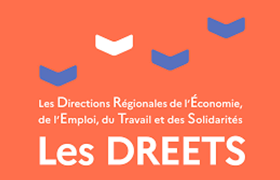 Les Directions Régionales de l'Économie,
de l'Emploi, du Travail et des Solidarités
Les DREETS